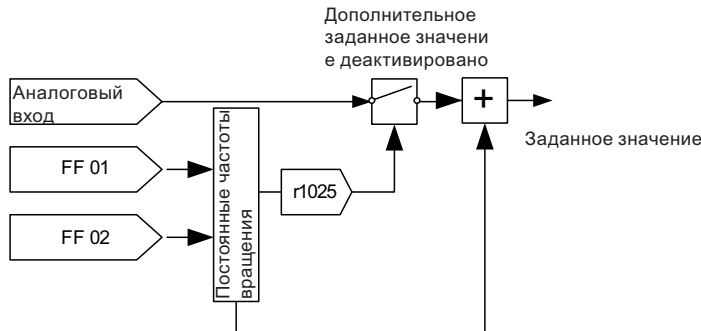 Дополнительное
заданное значени
е деактивировано
Аналоговый
вход
+
Заданное значение
FF 01
Постоянные частоты
вращения
r1025
FF 02